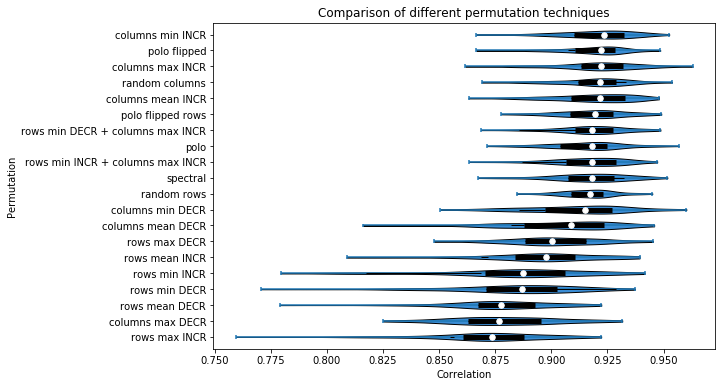 Comparison of different permutation techniques
Permutation
columns min INCR
polo flipped
columns max INCR
random columns
columns mean INCR
polo flipped rows
rows min DECR + columns max INCR
polo
rows min INCR + columns max INCR
spectral
random rows
columns min DECR
columns mean DECR
rows max DECR
rows mean INCR
rows min INCR
rows min DECR
rows mean DECR
columns max DECR
rows max INCR
0.750 0.775 0.800 0.825 0.850 0.875 0.900 0.925 0.950
Correlation